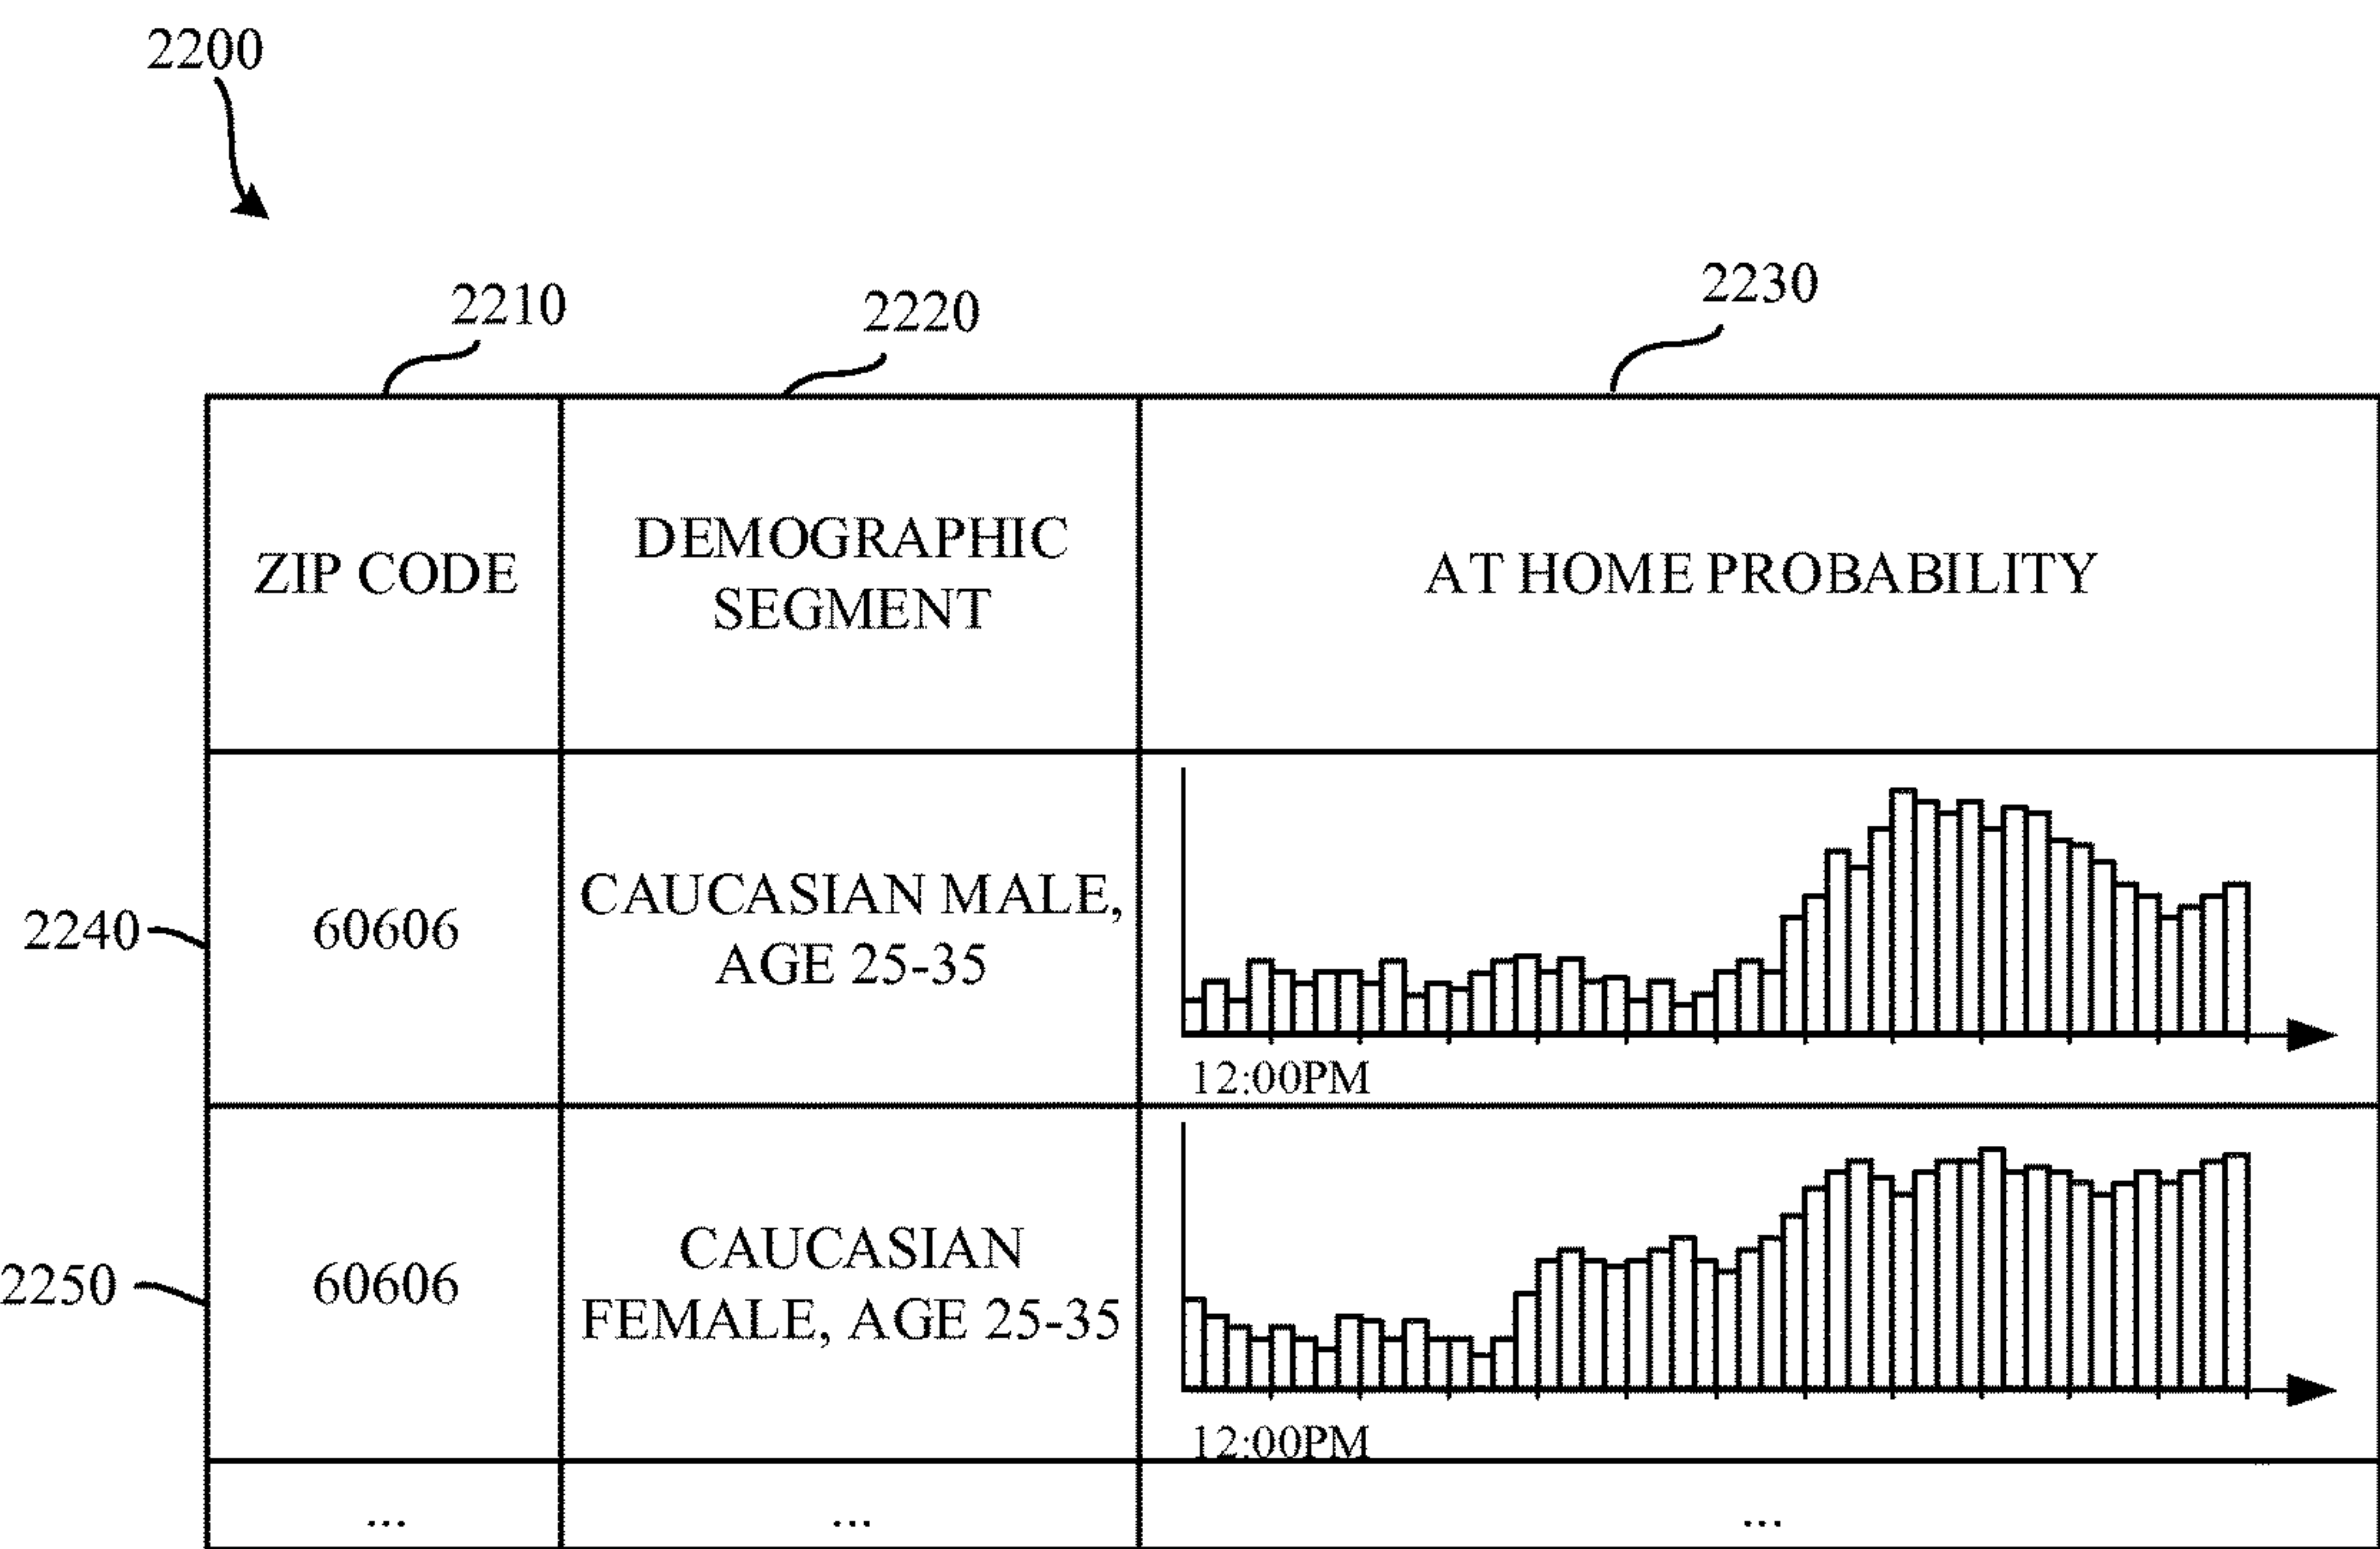 2200
2210
2220
2230
ZIP CODE
DEMOGRAPHIC
SEGMENT
AT HOME PROBABILITY
2240
60606
CAUCASIAN MALE,
AGE 25-35
12:00PM
2250
60606
CAUCASIAN
FEMALE, AGE 25-35
12:00PM
...
...
...